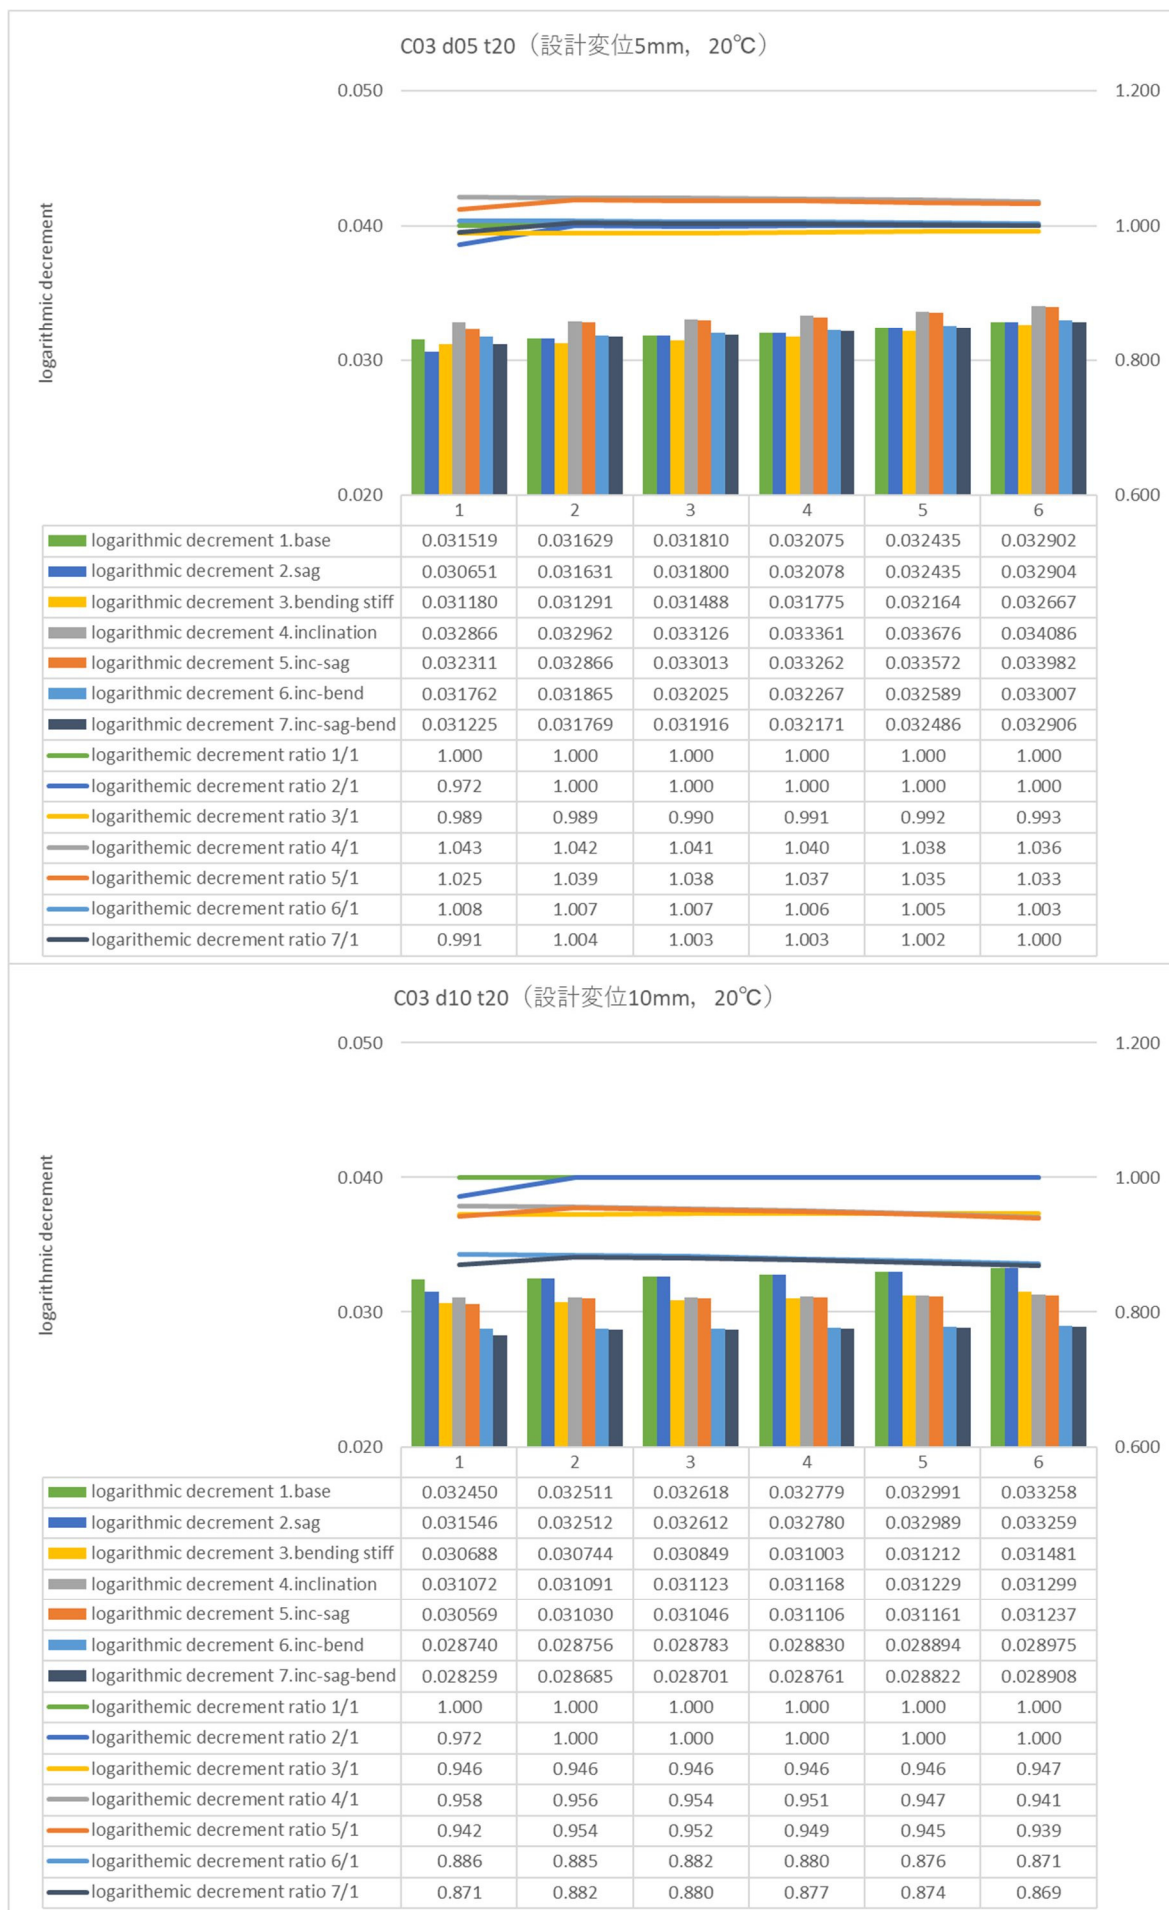 C03 d05 t20（設計変位5mm，20℃）
0.050 1.200
0.040 1.000
0.030 0.800
0.020 0.600
logarithmic decrement
1 2 3 4 5 6
logarithmic decrement 1.base 0.031519 0.031629 0.031810 0.032075 0.032435 0.032902
logarithmic decrement 2.sag 0.030651 0.031631 0.031800 0.032078 0.032435 0.032904
logarithmic decrement 3.bending stiff 0.031180 0.031291 0.031488 0.031775 0.032164 0.032667
logarithmic decrement 4.inclination 0.032866 0.032962 0.033126 0.033361 0.033676 0.034086
logarithmic decrement 5.inc-sag 0.032311 0.032866 0.033013 0.033262 0.033572 0.033982
logarithmic decrement 6.inc-bend 0.031762 0.031865 0.032025 0.032267 0.032589 0.033007
logarithmic decrement 7.inc-sag-bend 0.031225 0.031769 0.031916 0.032171 0.032486 0.032906
logarithemic decrement ratio 1/1 1.000 1.000 1.000 1.000 1.000 1.000
logarithemic decrement ratio 2/1 0.972 1.000 1.000 1.000 1.000 1.000
logarithemic decrement ratio 3/1 0.989 0.989 0.990 0.991 0.992 0.993
logarithemic decrement ratio 4/1 1.043 1.042 1.041 1.040 1.038 1.036
logarithemic decrement ratio 5/1 1.025 1.039 1.038 1.037 1.035 1.033
logarithemic decrement ratio 6/1 1.008 1.007 1.007 1.006 1.005 1.003
logarithemic decrement ratio 7/1 0.991 1.004 1.003 1.003 1.002 1.000
C03 d10 t20（設計変位10mm，20℃）
0.050 1.200
0.040 1.000
0.030 0.800
0.020 0.600
logarithmic decrement
1 2 3 4 5 6
logarithmic decrement 1.base 0.032450 0.032511 0.032618 0.032779 0.032991 0.033258
logarithmic decrement 2.sag 0.031546 0.032512 0.032612 0.032780 0.032989 0.033259
logarithmic decrement 3.bending stiff 0.030688 0.030744 0.030849 0.031003 0.031212 0.031481
logarithmic decrement 4.inclination 0.031072 0.031091 0.031123 0.031168 0.031229 0.031299
logarithmic decrement 5.inc-sag 0.030569 0.031030 0.031046 0.031106 0.031161 0.031237
logarithmic decrement 6.inc-bend 0.028740 0.028756 0.028783 0.028830 0.028894 0.028975
logarithmic decrement 7.inc-sag-bend 0.028259 0.028685 0.028701 0.028761 0.028822 0.028908
logarithemic decrement ratio 1/1 1.000 1.000 1.000 1.000 1.000 1.000
logarithemic decrement ratio 2/1 0.972 1.000 1.000 1.000 1.000 1.000
logarithemic decrement ratio 3/1 0.946 0.946 0.946 0.946 0.946 0.947
logarithemic decrement ratio 4/1 0.958 0.956 0.954 0.951 0.947 0.941
logarithemic decrement ratio 5/1 0.942 0.954 0.952 0.949 0.945 0.939
logarithemic decrement ratio 6/1 0.886 0.885 0.882 0.880 0.876 0.871
logarithemic decrement ratio 7/1 0.871 0.882 0.880 0.877 0.874 0.869